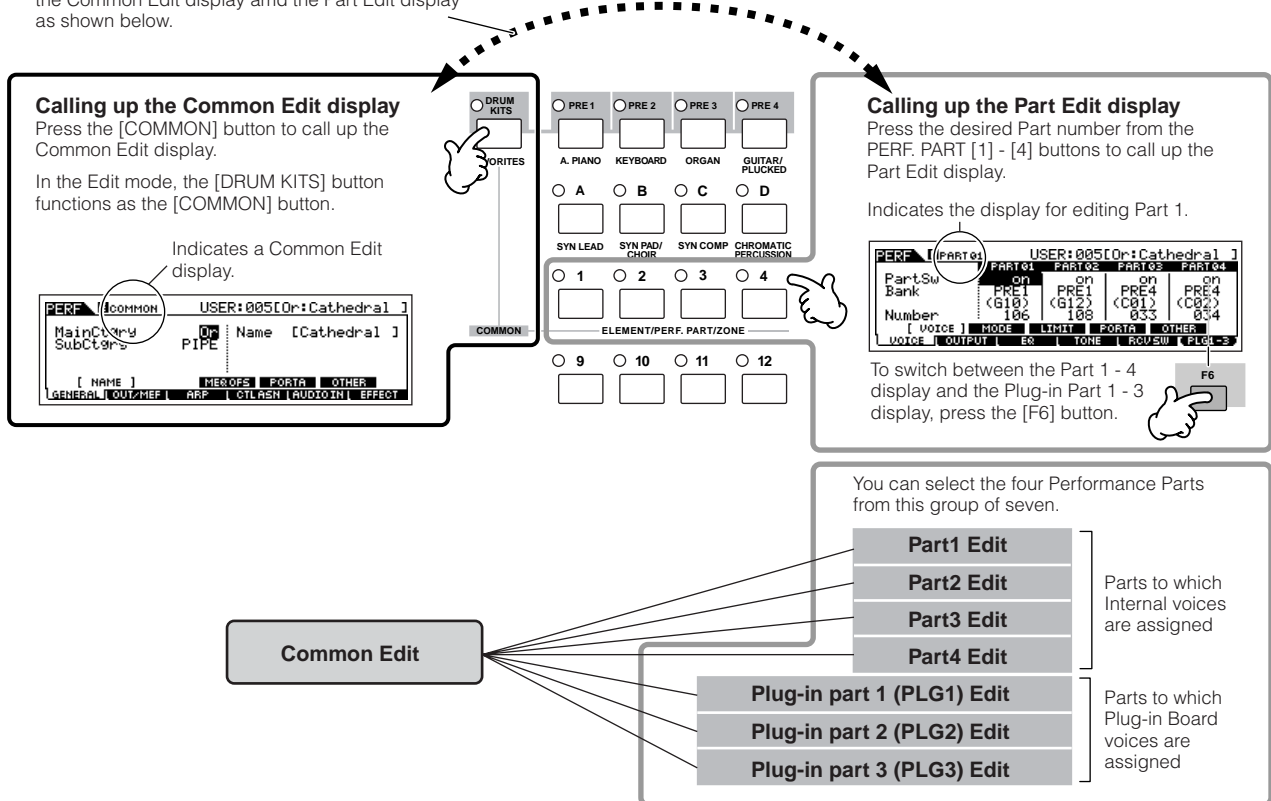 the Common Edit display amd the Part Edit display
as shown below.
Calling up the Common Edit display
Press the [COMMON] button to call up the
Common Edit display.
In the Edit mode, the [DRUM KITS] button
functions as the [COMMON] button.
Indicates a Common Edit
display.
PERF COMMON USER:005[Or:Cathedral ]
MainCtgry Or Name [Cathedral ]
SubCtgry PIPE
[ NAME ] MEQOFS PORTA OTHER
GENERAL OUT/MEF ARP CTLASN AUDIOIN EFFECT
DRUM
KITS
PRE 1 PRE 2 PRE 3 PRE 4
ORITES
A. PIANO KEYBOARD ORGAN GUITAR/
PLUCKED
A B C D
SYN LEAD SYN PAD/
CHOIR SYN COMP CHROMATIC
PERCUSSION
1 2 3 4
COMMON ELEMENT/PERF. PART/ZONE
9 10 11 12
Calling up the Part Edit display
Press the desired Part number from the
PERF. PART [1] - [4] buttons to call up the
Part Edit display.
Indicates the display for editing Part 1.
PERF PART01 USER:005[Or:Cathedral ]
PART01 PART02 PART03 PART04
PartSw on on on on
Bank PRE1 PRE1 PRE4 PRE4
(G10) (G12) (C01) (C02)
Number 106 108 033 034
[ VOICE ] MODE LIMIT PORTA OTHER
VOICE OUTPUT EQ TONE RCVSW PLG1-3
To switch between the Part 1 - 4
display and the Plug-in Part 1 - 3
display, press the [F6] button.
F6
You can select the four Performance Parts
from this group of seven.
Part1 Edit
Part2 Edit
Part3 Edit
Part4 Edit
Parts to which
Internal voices
are assigned
Common Edit
Plug-in part 1 (PLG1) Edit
Plug-in part 2 (PLG2) Edit
Plug-in part 3 (PLG3) Edit
Parts to which
Plug-in Board
voices are
assigned